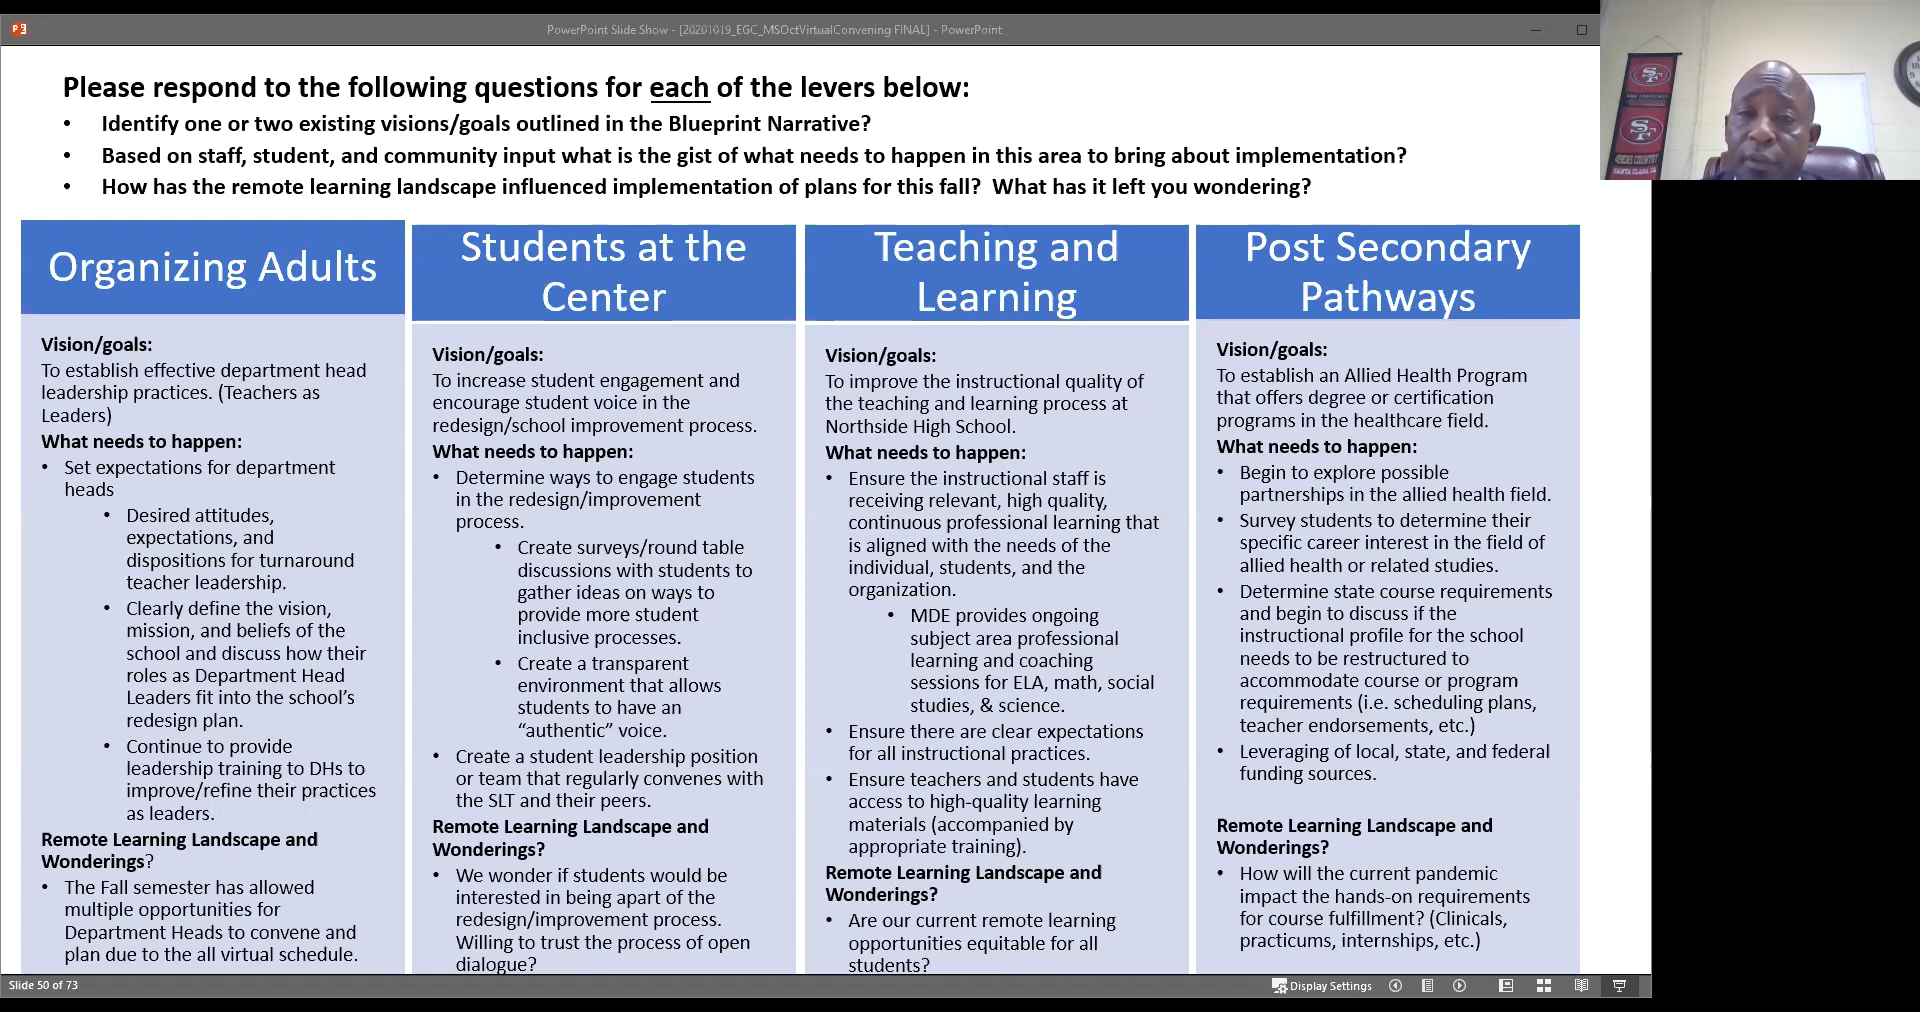 PowerPoint Slide Show - [20201019_EGC_MSOctVirtualConvening FINAL] - PowerPoint
Please respond to the following questions for each of the levers below:
• Identify one or two existing visions/goals outlined in the Blueprint Narrative?
• Based on staff, student, and community input what is the gist of what needs to happen in this area to bring about implementation?
• How has the remote learning landscape influenced implementation of plans for this fall? What has it left you wondering?
Organizing Adults
Vision/goals:
To establish effective department head
leadership practices. (Teachers as
Leaders)
What needs to happen:
• Set expectations for department
heads
• Desired attitudes,
expectations, and
dispositions for turnaround
teacher leadership.
• Clearly define the vision,
mission, and beliefs of the
school and discuss how their
roles as Department Head
Leaders fit into the school's
redesign plan.
• Continue to provide
leadership training to DHs to
improve/refine their practices
as leaders.
Remote Learning Landscape and
Wonderings?
• The Fall semester has allowed
multiple opportunities for
Department Heads to convene and
plan due to the all virtual schedule.
Students at the
Center
Vision/goals:
To increase student engagement and
encourage student voice in the
redesign/school improvement process.
What needs to happen:
• Determine ways to engage students
in the redesign/improvement
process.
• Create surveys/round table
discussions with students to
gather ideas on ways to
provide more student
inclusive processes.
• Create a transparent
environment that allows
students to have an
“authentic” voice.
• Create a student leadership position
or team that regularly convenes with
the SLT and their peers.
Remote Learning Landscape and
Wonderings?
• We wonder if students would be
interested in being apart of the
redesign/improvement process.
Willing to trust the process of open
dialogue?
Teaching and
Learning
Vision/goals:
To improve the instructional quality of
the teaching and learning process at
Northside High School.
What needs to happen:
• Ensure the instructional staff is
receiving relevant, high quality,
continuous professional learning that
is aligned with the needs of the
individual, students, and the
organization.
• MDE provides ongoing
subject area professional
learning and coaching
sessions for ELA, math, social
studies, & science.
• Ensure there are clear expectations
for all instructional practices.
• Ensure teachers and students have
access to high-quality learning
materials (accompanied by
appropriate training).
Remote Learning Landscape and
Wonderings?
• Are our current remote learning
opportunities equitable for all
students?
Post Secondary
Pathways
Vision/goals:
To establish an Allied Health Program
that offers degree or certification
programs in the healthcare field.
What needs to happen:
• Begin to explore possible
partnerships in the allied health field.
• Survey students to determine their
specific career interest in the field of
allied health or related studies.
• Determine state course requirements
and begin to discuss if the
instructional profile for the school
needs to be restructured to
accommodate course or program
requirements (i.e. scheduling plans,
teacher endorsements, etc.)
• Leveraging of local, state, and federal
funding sources.
Remote Learning Landscape and
Wonderings?
• How will the current pandemic
impact the hands-on requirements
for course fulfillment? (Clinicals,
practicums, internships, etc.)
Slide 50 of 73
Display Settings
SF
SF
49ERS COUNTRY